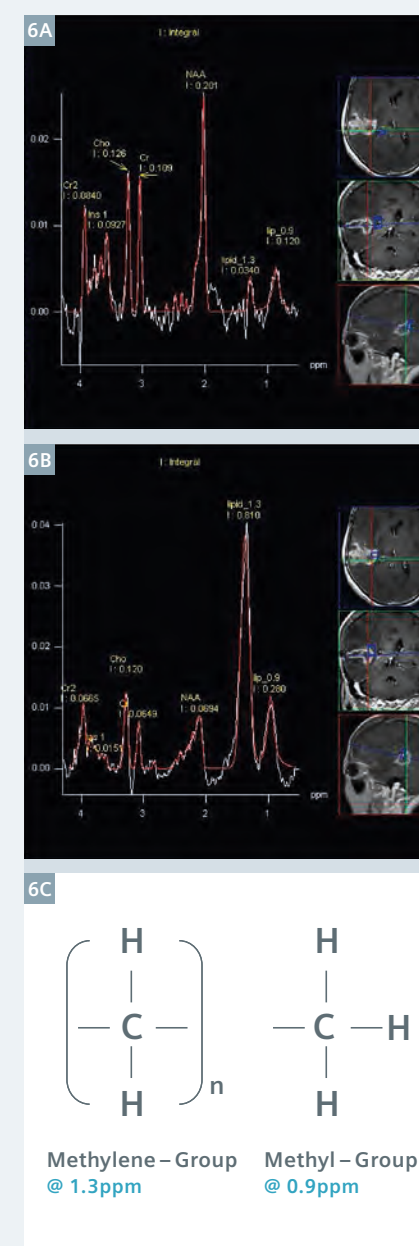 6A
I : Integral
NAA
I : 0.201
Cho
I : 0.126
Cr
I : 0.109
Cr2
I : 0.0840
Ins 1
I : 0.0927
lip_0.9
I : 0.120
lipid_1.3
I : 0.0340
0.02
0.01
0.00
ppm
4 3 2 1
6B
I : Integral
lipid_1.3
I : 0.810
0.04
0.03
0.02
Cho
I : 0.120
Cr2
I : 0.0665
NAA
I : 0.0694
lip_0.9
I : 0.280
0.0649
0.01
0.0151
0.00
ppm
4 3 2 1
6C
H H
C C H
n
H H
Methylene – Group Methyl – Group
@ 1.3ppm @ 0.9ppm